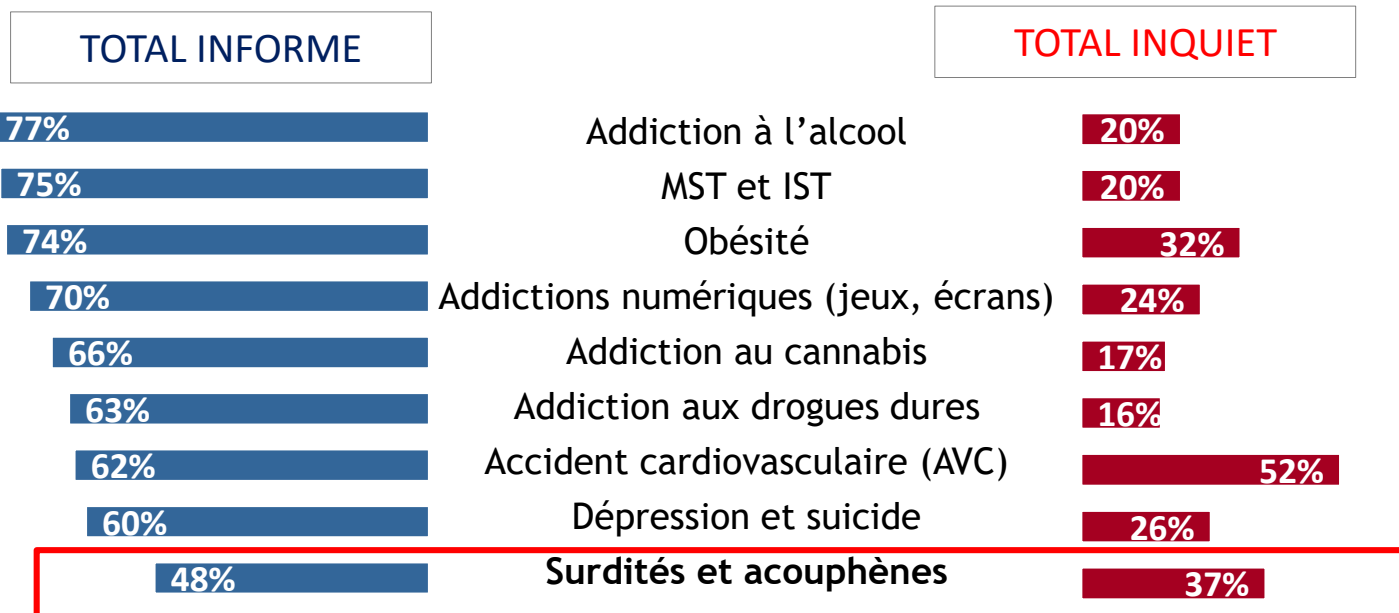 TOTAL INFORME TOTAL INQUIET
77% Addiction à l’alcool 20%
75% MST et IST 20%
74% Obésité 32%
70% Addictions numériques (jeux, écrans) 24%
66% Addiction au cannabis 17%
63% Addiction aux drogues dures 16%
62% Accident cardiovasculaire (AVC) 52%
60% Dépression et suicide 26%
48% Surdités et acouphènes 37%